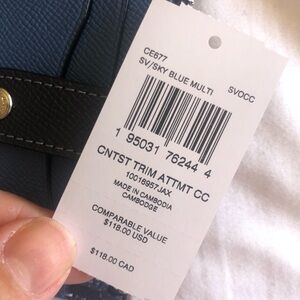 CE677
SV/SKY BLUE MULTI SVOCC
1 95031 76244 4
CNTST TRIM ATTMT CC
10018957JAX
MADE IN CAMBODIA
CAMBODGE
COMPARABLE VALUE
$118.00 USD
$118.00 CAD